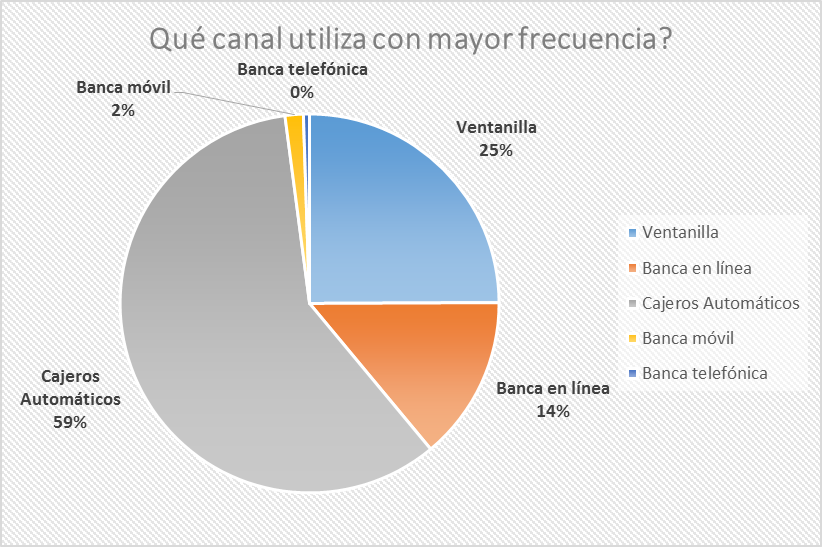 Qué canal utiliza con mayor frecuencia?
Banca telefónica
0%
Banca móvil
2%
Ventanilla
25%
Ventanilla
Banca en línea
Cajeros Automáticos
Banca móvil
Banca telefónica
Cajeros
Automáticos
59%
Banca en línea
14%